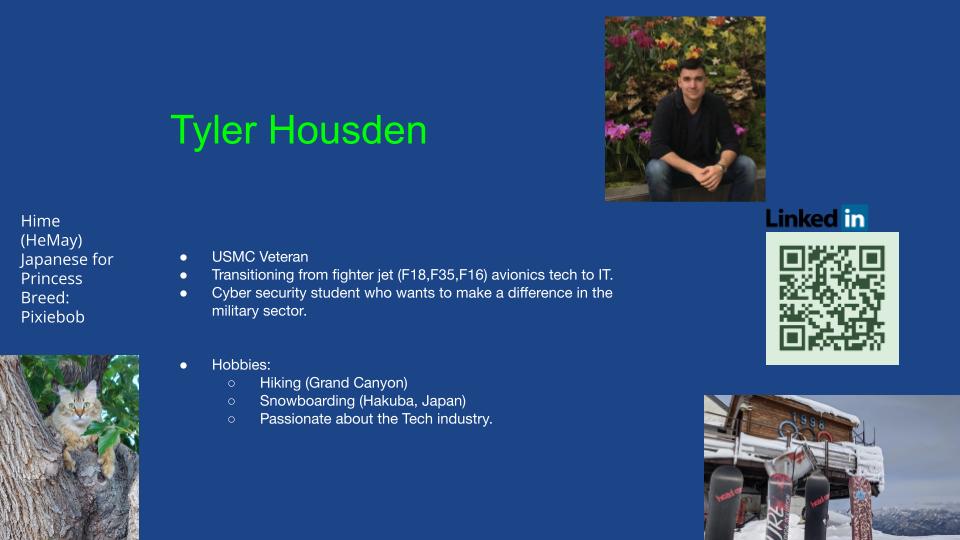 Tyler Housden
Hime
(HeMay)
Japanese for
Princess
Breed:
Pixiebob
● USMC Veteran
● Transitioning from fighter jet (F18,F35,F16) avionics tech to IT.
● Cyber security student who wants to make a difference in the
military sector.
● Hobbies:
○ Hiking (Grand Canyon)
○ Snowboarding (Hakuba, Japan)
○ Passionate about the Tech industry.
Linked in
1998
head